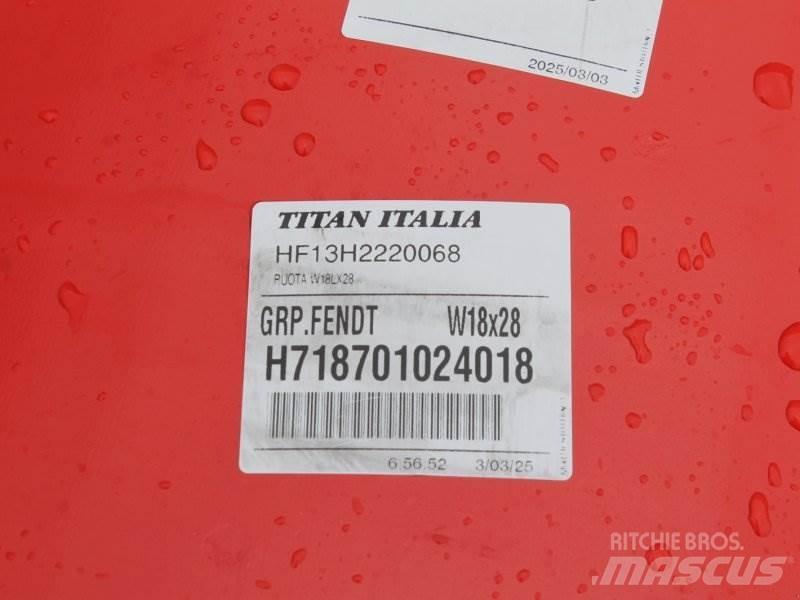 2025/03/03
TITAN ITALIA
HF13H2220068
RUOTA W18LX28
GRP.FENDT W18x28
H718701024018
6.56.52 3/03/25
RITCHIE BROS.
MASCUS